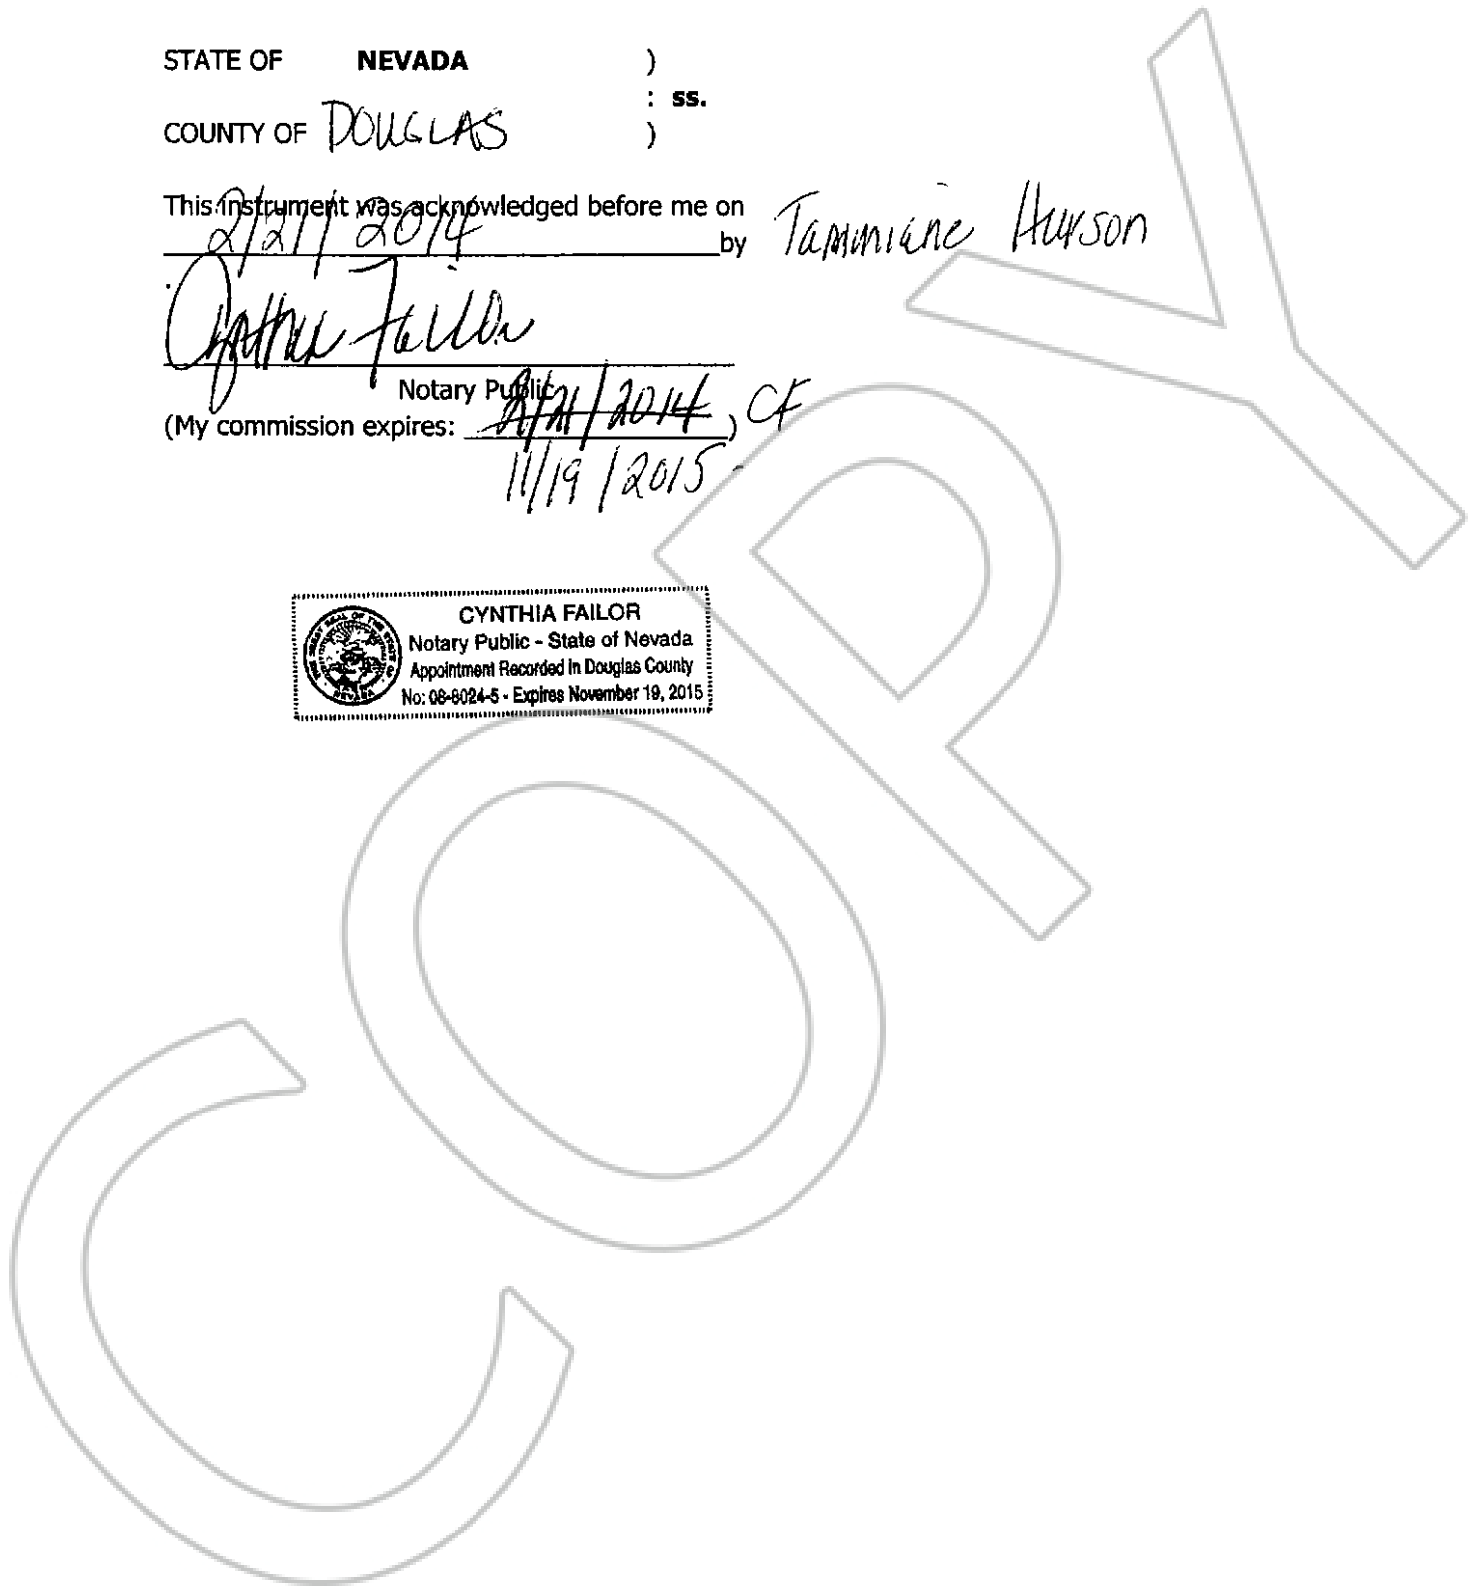 STATE OF NEVADA )
: ss.
COUNTY OF DOUGLAS )
This instrument was acknowledged before me on
2/21/2014 by Tammiane Hurson
Cynthia Failor
Notary Public
(My commission expires: 2/21/2014 ) CF
11/19/2015
CYNTHIA FAILOR
Notary Public - State of Nevada
Appointment Recorded in Douglas County
No: 08-8024-5 - Expires November 19, 2015
COPY